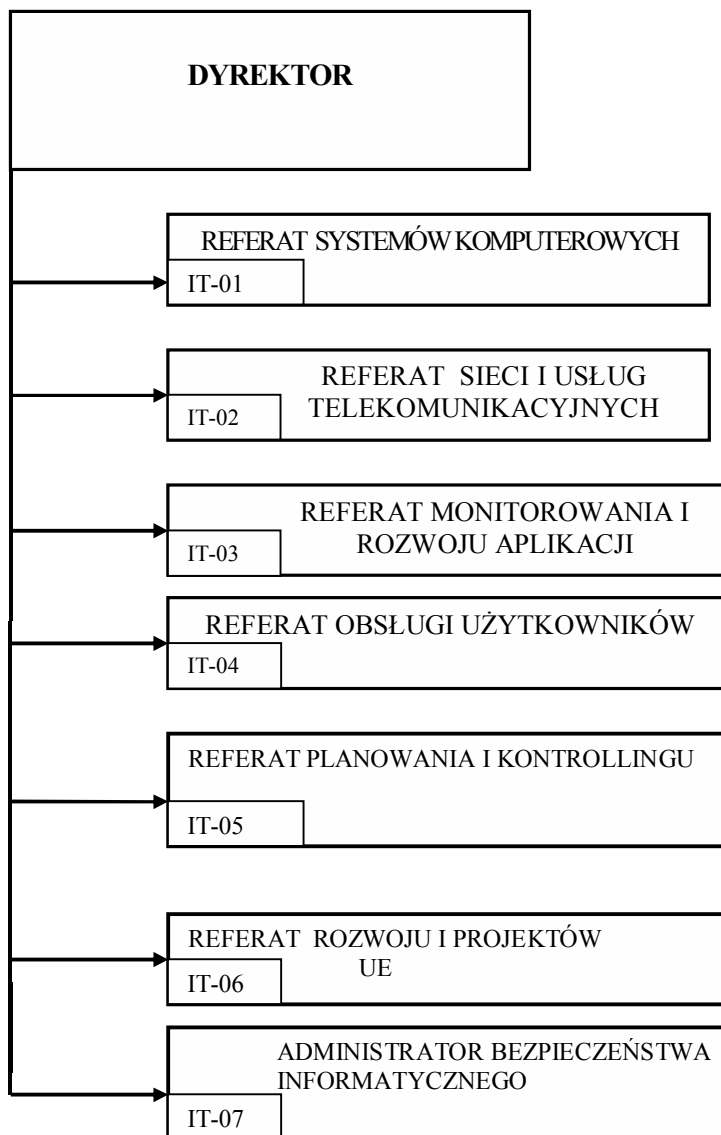 DYREKTOR
REFERAT SYSTEMÓW KOMPUTEROWYCH
IT-01
REFERAT SIECI I USŁUG
TELEKOMUNIKACYJNYCH
IT-02
REFERAT MONITOROWANIA I
ROZWOJU APLIKACJI
IT-03
REFERAT OBSŁUGI UŻYTKOWNIKÓW
IT-04
REFERAT PLANOWANIA I KONTROLLINGU
IT-05
REFERAT ROZWOJU I PROJEKTÓW
UE
IT-06
ADMINISTRATOR BEZPIECZEŃSTWA
INFORMATYCZNEGO
IT-07